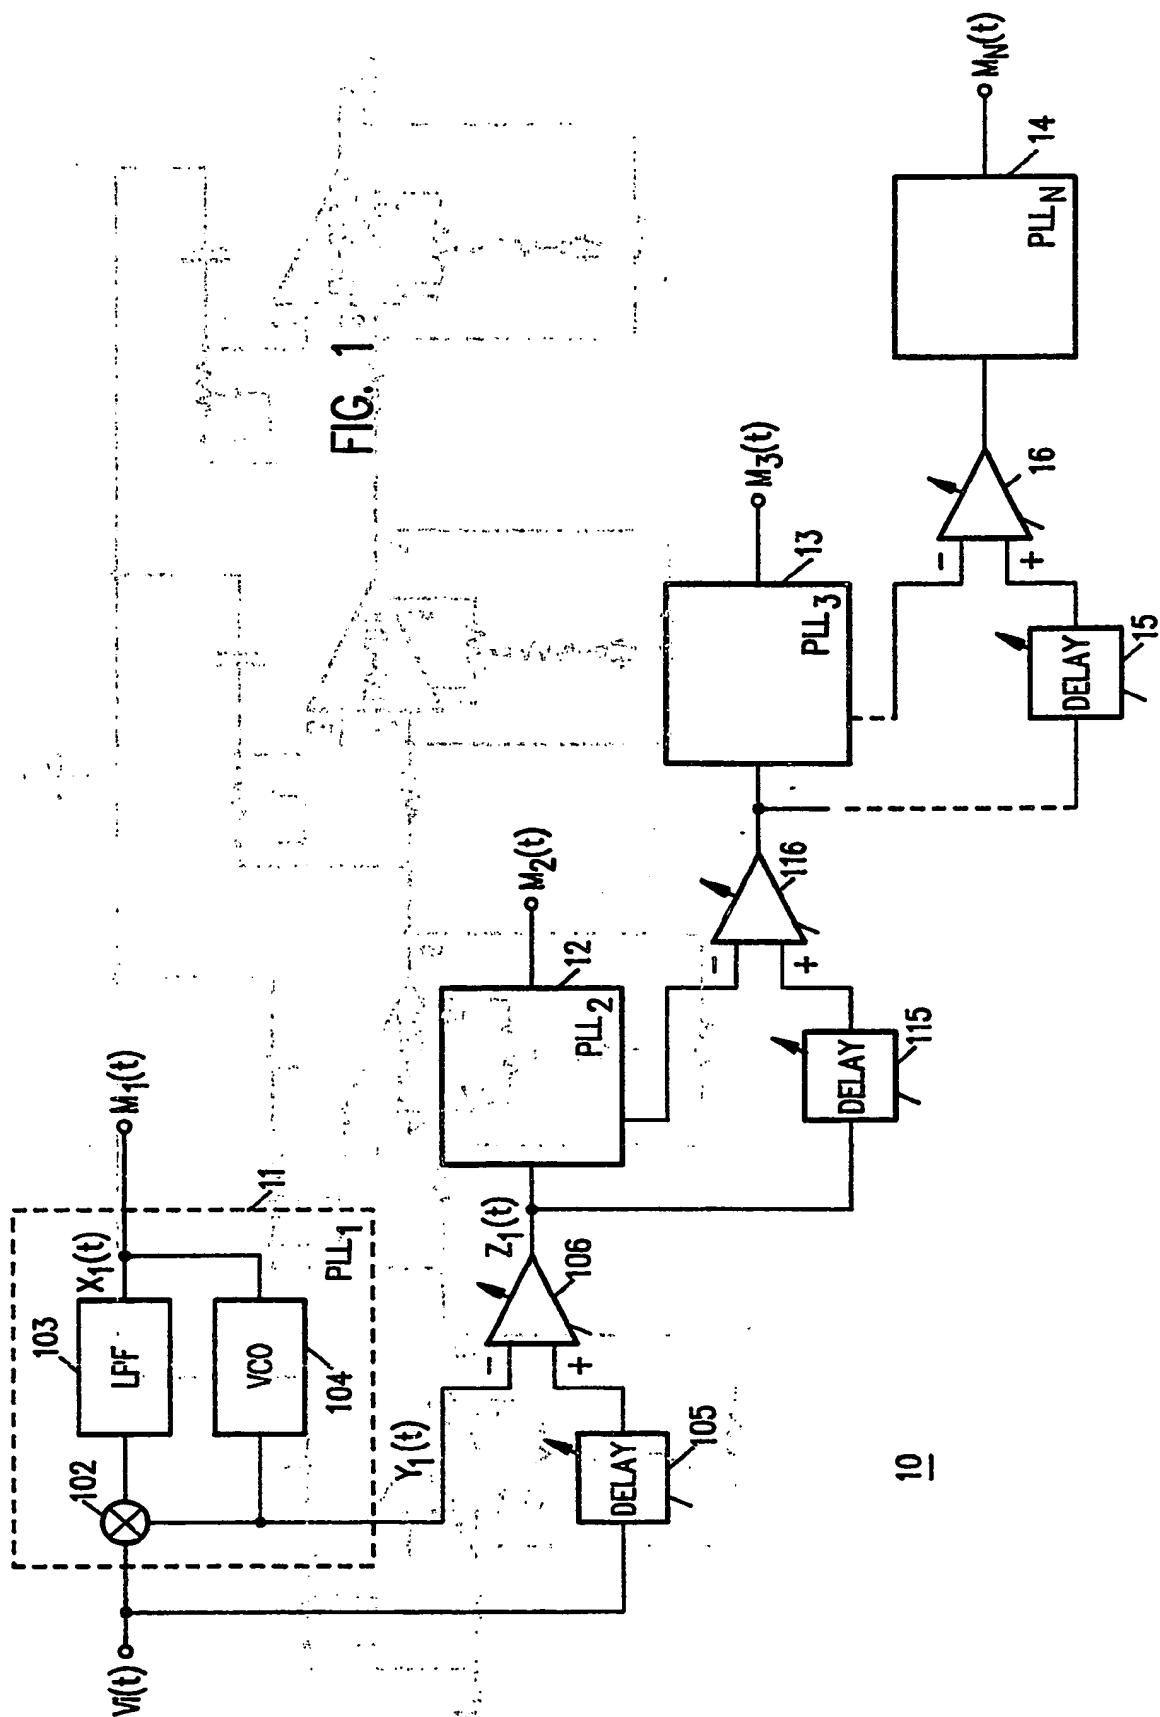 FIG. 1
Vi(t)
102
103
LPF
X1(t)
M1(t)
VCO
104
PLL1
11
Y1(t)
DELAY
105
-
+
106
Z1(t)
PLL2
12
M2(t)
DELAY
115
-
+
116
PLL3
13
M3(t)
DELAY
15
-
+
16
PLLN
14
MN(t)
10